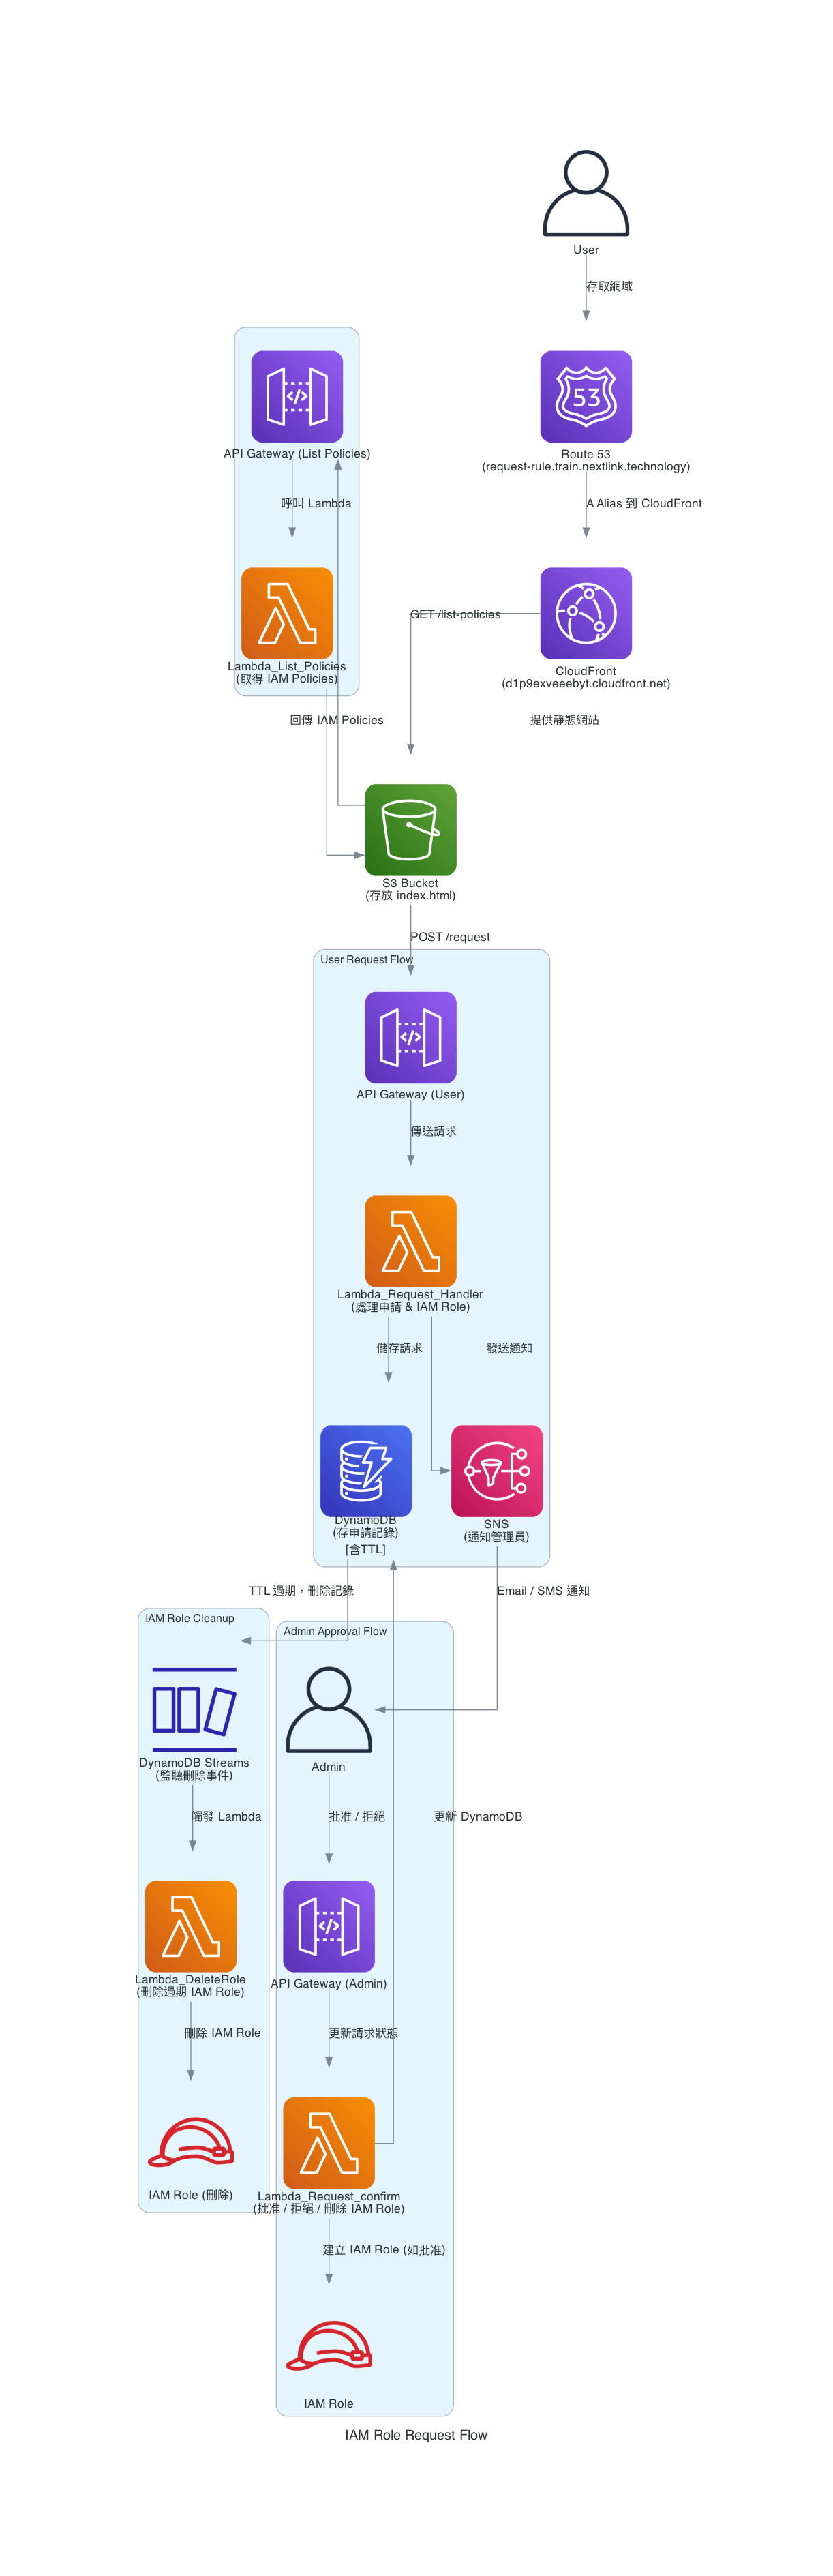 User
存取網域
53
API Gateway (List Policies)
Route 53
(request-rule.train.nextlink.technology)
呼叫 Lambda
A Alias 到 CloudFront
GET /list-policies
Lambda_List_Policies
(取得 IAM Policies)
CloudFront
(d1p9exveeebyt.cloudfront.net)
回傳 IAM Policies
提供靜態網站
S3 Bucket
(存放 index.html)
POST /request
User Request Flow
API Gateway (User)
傳送請求
Lambda_Request_Handler
(處理申請 & IAM Role)
儲存請求
發送通知
DynamoDB
(存申請記錄)
[含TTL]
SNS
(通知管理員)
TTL 過期，刪除記錄
Email / SMS 通知
IAM Role Cleanup
Admin Approval Flow
DynamoDB Streams
(監聽刪除事件)
Admin
觸發 Lambda
批准 / 拒絕
更新 DynamoDB
Lambda_DeleteRole
(刪除過期 IAM Role)
API Gateway (Admin)
刪除 IAM Role
更新請求狀態
IAM Role (刪除)
Lambda_Request_confirm
(批准 / 拒絕 / 刪除 IAM Role)
建立 IAM Role (如批准)
IAM Role
IAM Role Request Flow